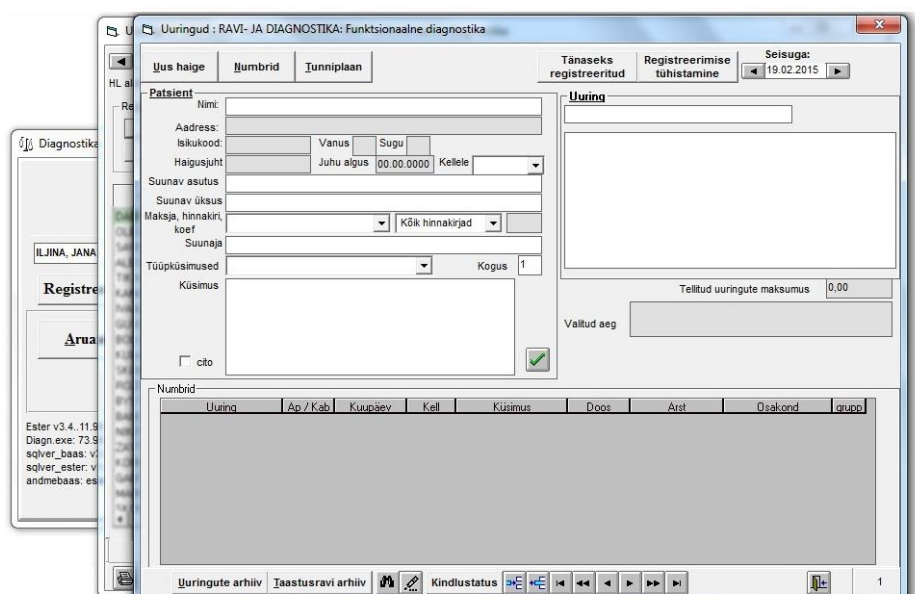 Uuringud : RAVI- JA DIAGNOSTIKA: Funktsionaalne diagnostika
Uus haige Numbrid Tunniplaan Tänaseks registreeritud Registreerimise tühistamine Seisuga:
19.02.2015
HL al
Re
Diagnostika
Patsient
Nimi:
Aadress:
Isikukood: Vanus Sugu
Haigusjuht Juhu algus 00.00.0000 Kellele
Suunav asutus
Suunav üksus
Maksja, hinnakiri, koef Kõik hinnakirjad
Suunaja
Tüüpküsimused Kogus 1
Küsimus
cito
Uuring
Tellitud uuringute maksumus 0,00
Valitud aeg
ILJINA, JANA
Registre
Arua
Ester v3.4..11.9
Diagn.exe: 73.9
sqlver_baas: v3
sqlver_ester: v
andmebaas: es
Numbrid
Uuring Ap / Kab Kuupäev Kell Küsimus Doos Arst Osakond grupp
Uuringute arhiiv Taastusravi arhiiv Kindlustatus 1